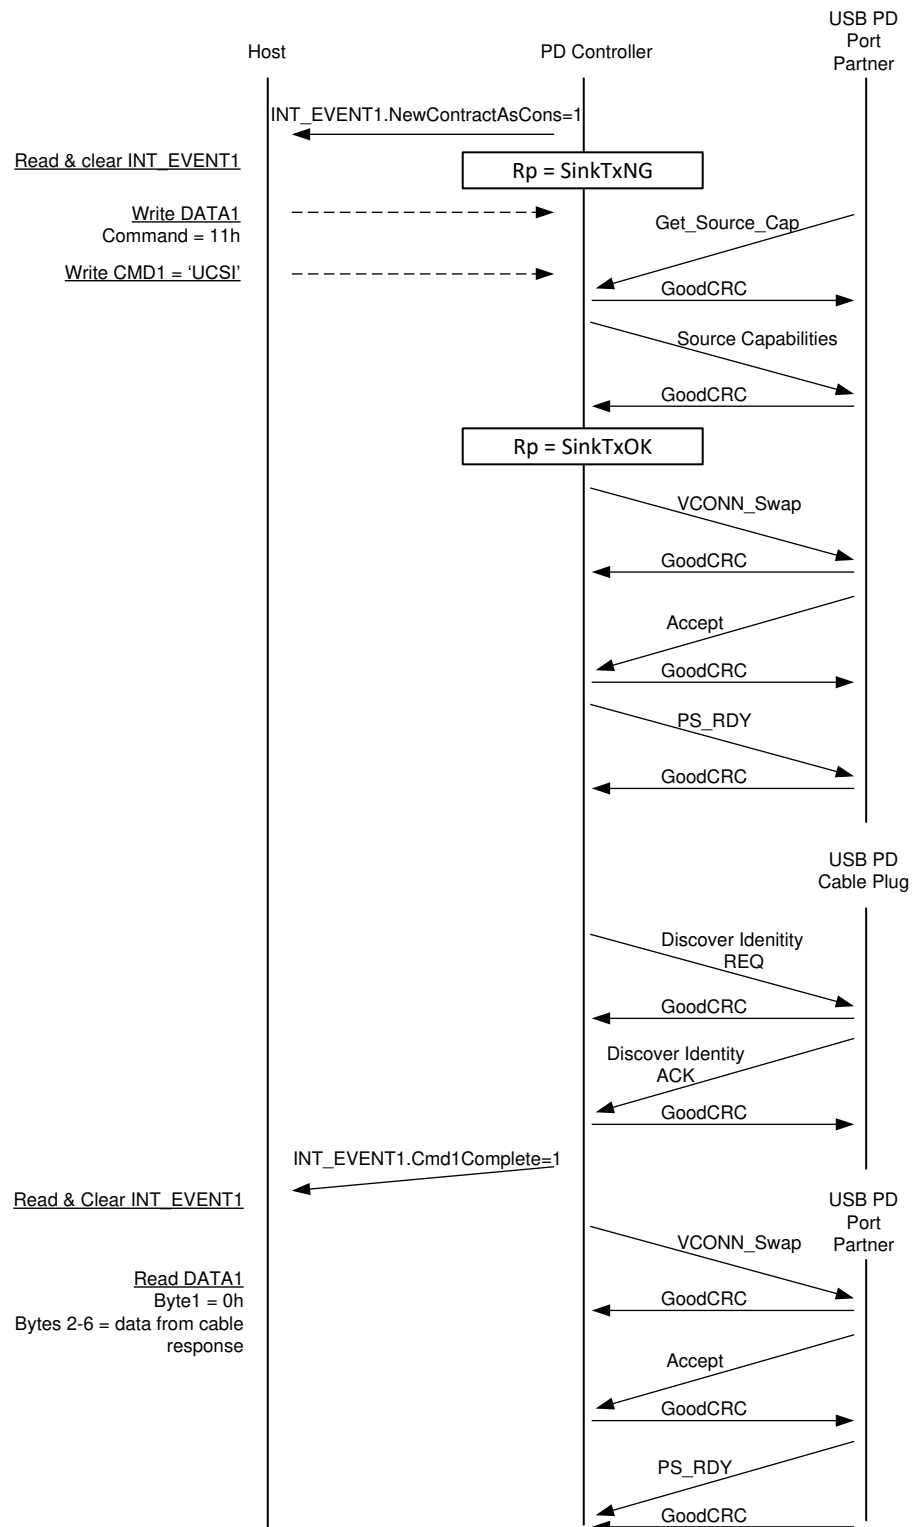 USB PD
Port
Partner
Host
PD Controller
INT_EVENT1.NewContractAsCons=1
Read & clear INT_EVENT1
Rp = SinkTxNG
Write DATA1
Command = 11h
Get_Source_Cap
Write CMD1 = ‘UCSI’
GoodCRC
Source Capabilities
GoodCRC
Rp = SinkTxOK
VCONN_Swap
GoodCRC
Accept
GoodCRC
PS_RDY
GoodCRC
USB PD
Cable Plug
Discover Idenitity
REQ
GoodCRC
Discover Identity
ACK
GoodCRC
INT_EVENT1.Cmd1Complete=1
Read & Clear INT_EVENT1
USB PD
Port
Partner
VCONN_Swap
Read DATA1
Byte1 = 0h
Bytes 2-6 = data from cable
response
GoodCRC
Accept
GoodCRC
PS_RDY
GoodCRC